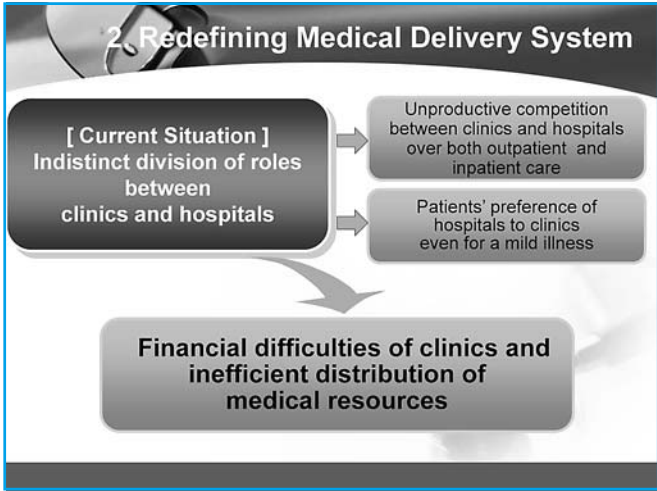 2. Redefining Medical Delivery System
[ Current Situation ]
Indistinct division of roles
between
clinics and hospitals
Unproductive competition
between clinics and hospitals
over both outpatient and
inpatient care
Patients' preference of
hospitals to clinics
even for a mild illness
Financial difficulties of clinics and
inefficient distribution of
medical resources